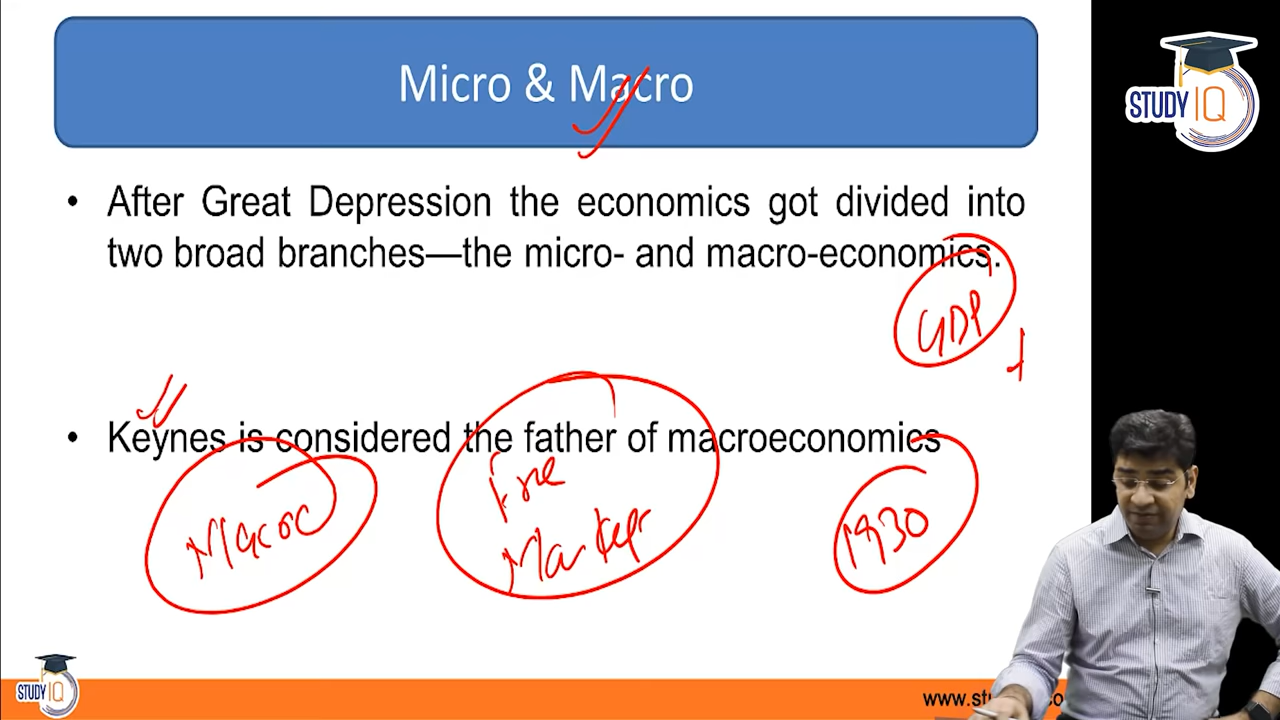 Micro & Macro
STUDY IQ
• After Great Depression the economics got divided into
two broad branches—the micro- and macro-economics.
GDP
• Keynes is considered the father of macroeconomics
Free
Market
1930
STUDY IQ